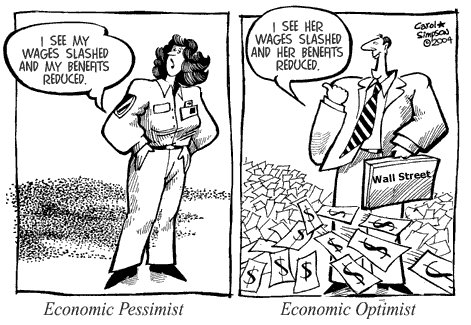 I SEE MY
WAGES SLASHED
AND MY BENEFITS
REDUCED.
I SEE HER
WAGES SLASHED
AND HER BENEFITS
REDUCED.
Carol★
Simpson
©2004
Wall Street
$
$
$
$
$
$
$
$
$
Economic Pessimist
Economic Optimist